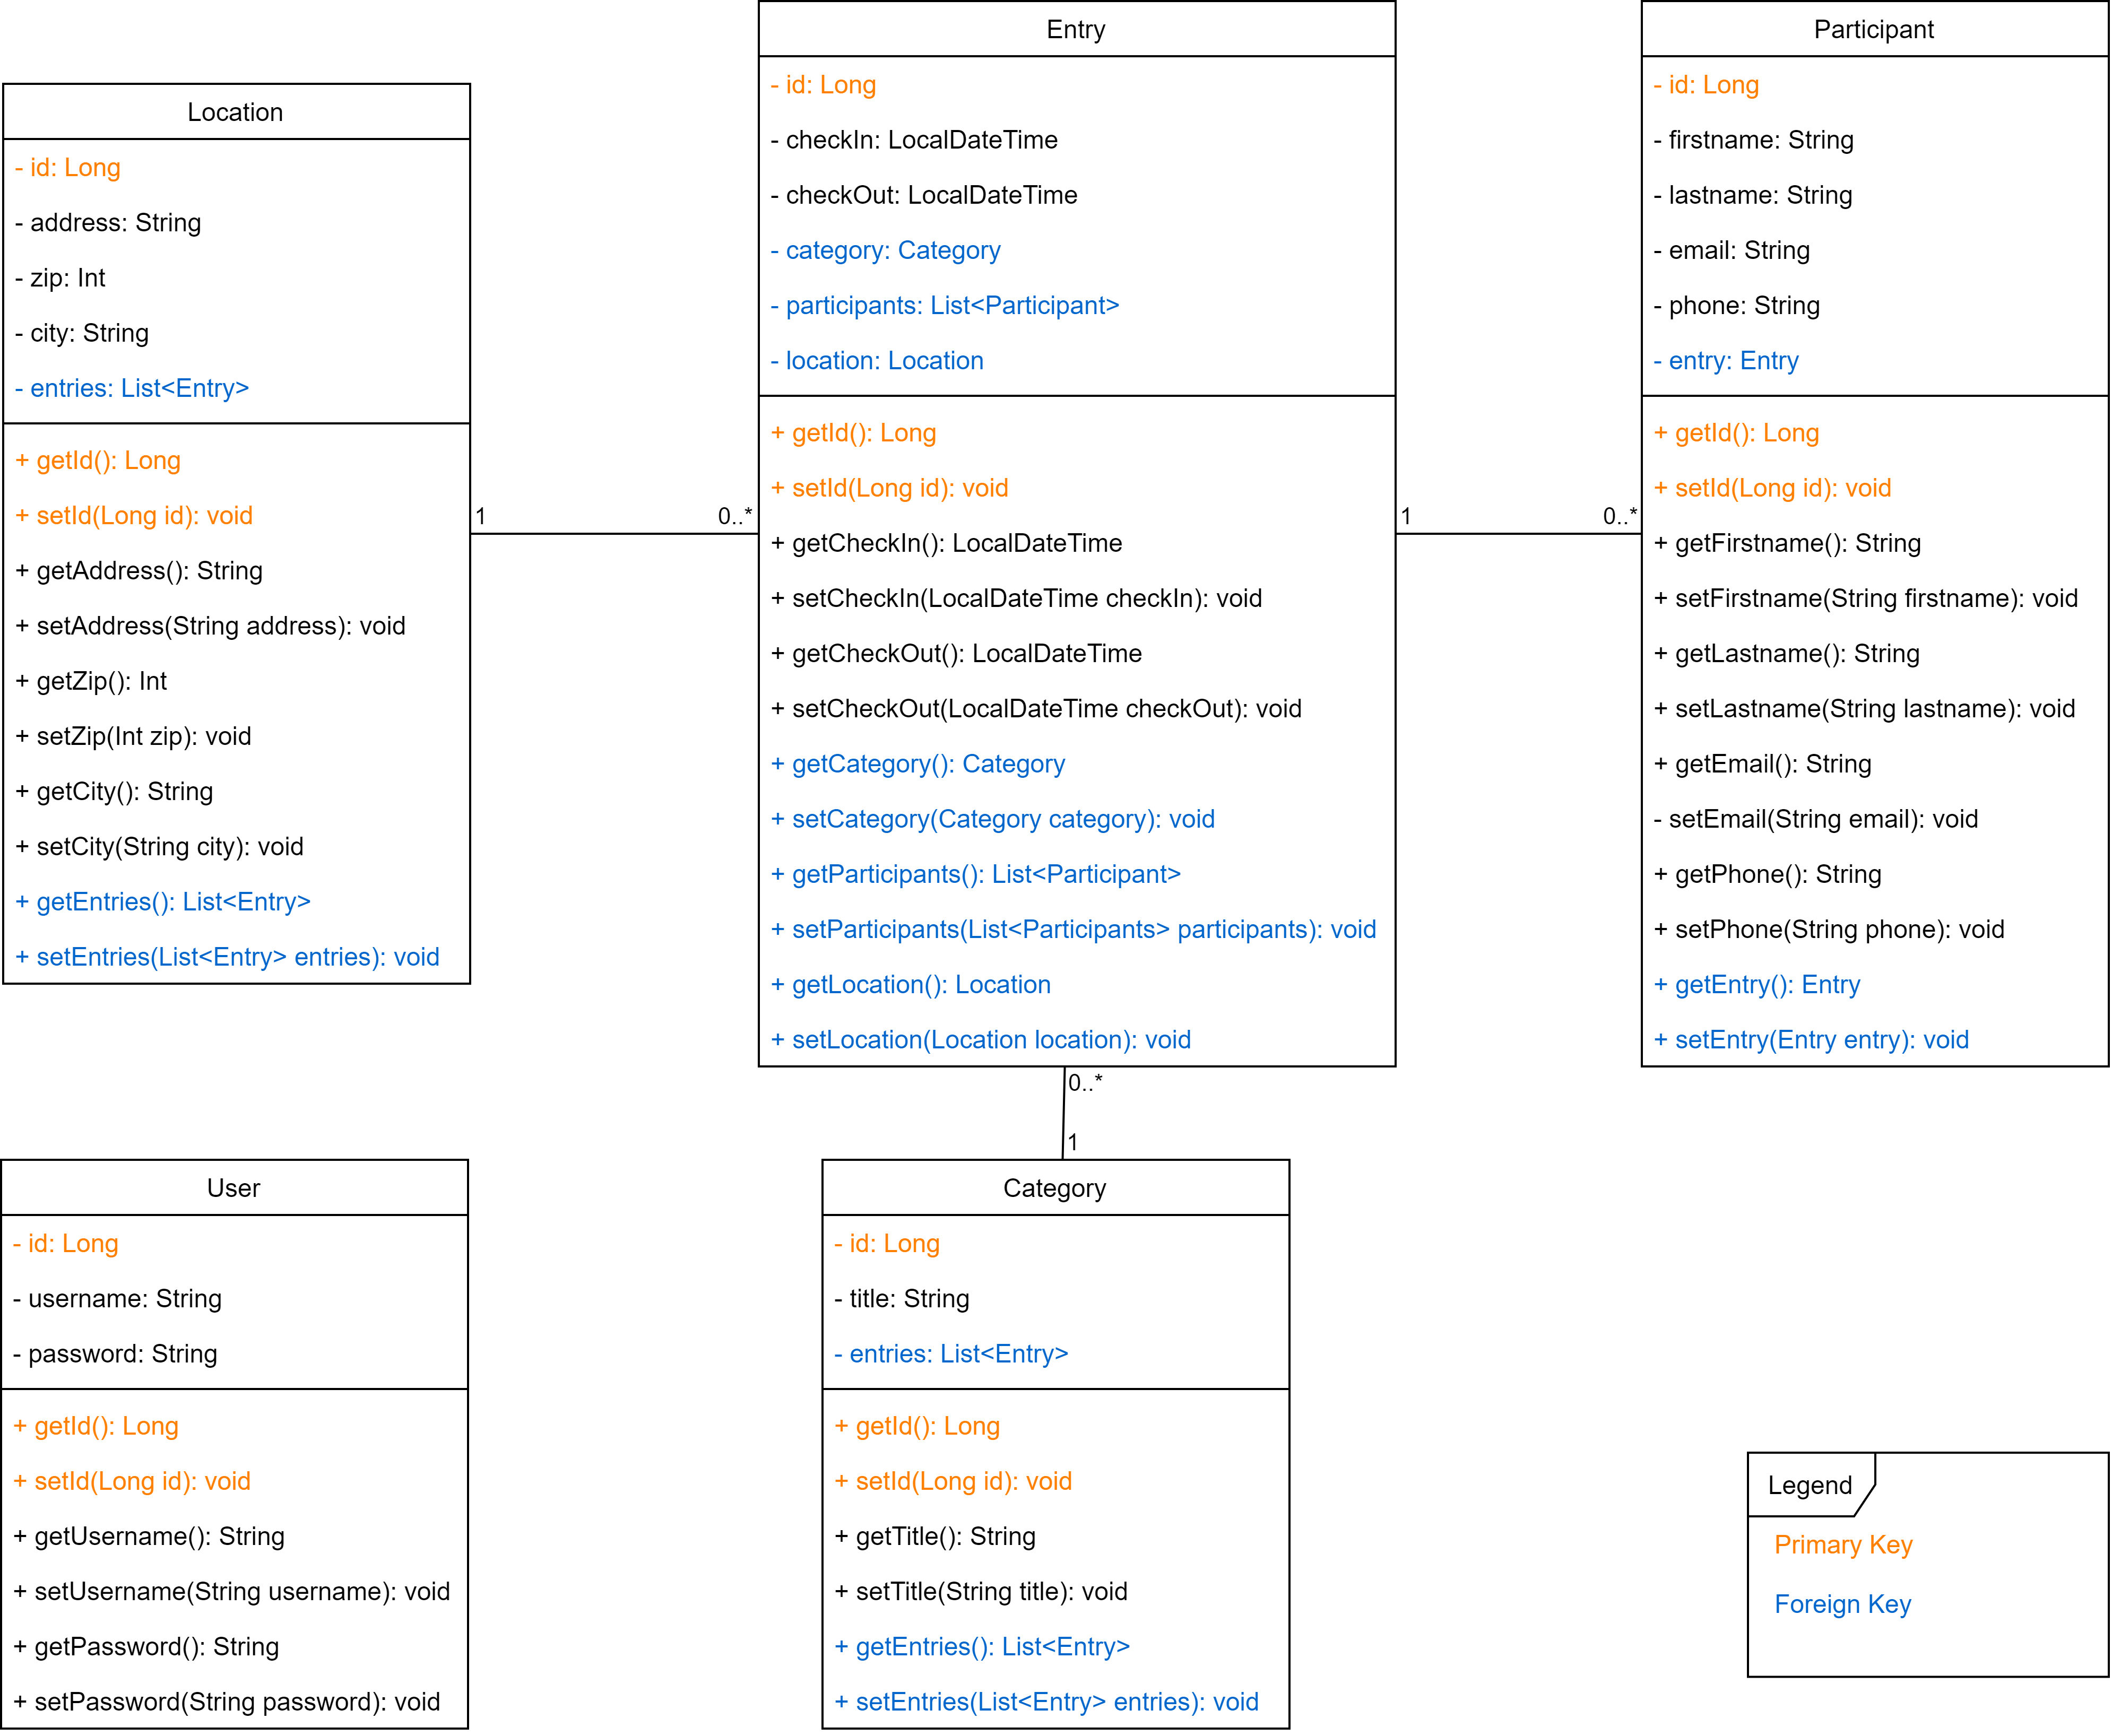 Location
- id: Long
- address: String
- zip: Int
- city: String
- entries: List<Entry>
+ getId(): Long
+ setId(Long id): void
+ getAddress(): String
+ setAddress(String address): void
+ getZip(): Int
+ setZip(Int zip): void
+ getCity(): String
+ setCity(String city): void
+ getEntries(): List<Entry>
+ setEntries(List<Entry> entries): void
1
0..*
Entry
- id: Long
- checkIn: LocalDateTime
- checkOut: LocalDateTime
- category: Category
- participants: List<Participant>
- location: Location
+ getId(): Long
+ setId(Long id): void
+ getCheckIn(): LocalDateTime
+ setCheckIn(LocalDateTime checkIn): void
+ getCheckOut(): LocalDateTime
+ setCheckOut(LocalDateTime checkOut): void
+ getCategory(): Category
+ setCategory(Category category): void
+ getParticipants(): List<Participant>
+ setParticipants(List<Participants> participants): void
+ getLocation(): Location
+ setLocation(Location location): void
1
0..*
Participant
- id: Long
- firstname: String
- lastname: String
- email: String
- phone: String
- entry: Entry
+ getId(): Long
+ setId(Long id): void
+ getFirstname(): String
+ setFirstname(String firstname): void
+ getLastname(): String
+ setLastname(String lastname): void
+ getEmail(): String
- setEmail(String email): void
+ getPhone(): String
+ setPhone(String phone): void
+ getEntry(): Entry
+ setEntry(Entry entry): void
0..*
1
User
- id: Long
- username: String
- password: String
+ getId(): Long
+ setId(Long id): void
+ getUsername(): String
+ setUsername(String username): void
+ getPassword(): String
+ setPassword(String password): void
Category
- id: Long
- title: String
- entries: List<Entry>
+ getId(): Long
+ setId(Long id): void
+ getTitle(): String
+ setTitle(String title): void
+ getEntries(): List<Entry>
+ setEntries(List<Entry> entries): void
Legend
Primary Key
Foreign Key